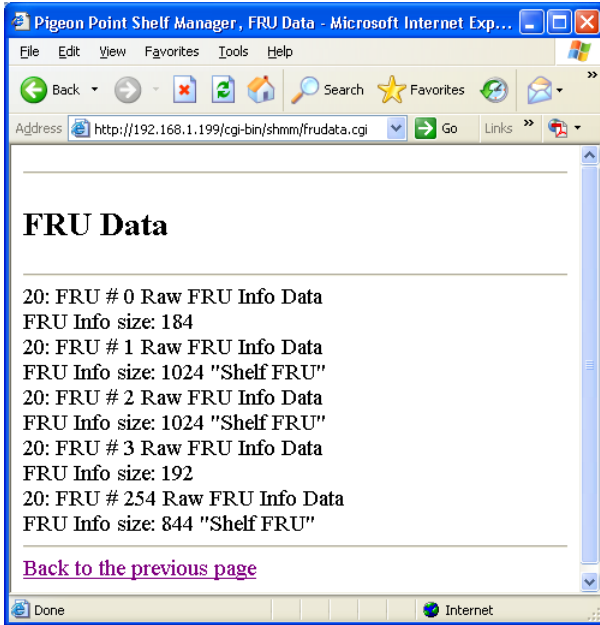 Pigeon Point Shelf Manager, FRU Data - Microsoft Internet Exp...
File Edit View Favorites Tools Help
Back Search Favorites »
Address http://192.168.1.199/cgi-bin/shmm/frudata.cgi Go Links »
FRU Data
20: FRU # 0 Raw FRU Info Data
FRU Info size: 184
20: FRU # 1 Raw FRU Info Data
FRU Info size: 1024 "Shelf FRU"
20: FRU # 2 Raw FRU Info Data
FRU Info size: 1024 "Shelf FRU"
20: FRU # 3 Raw FRU Info Data
FRU Info size: 192
20: FRU # 254 Raw FRU Info Data
FRU Info size: 844 "Shelf FRU"
Back to the previous page
Done Internet